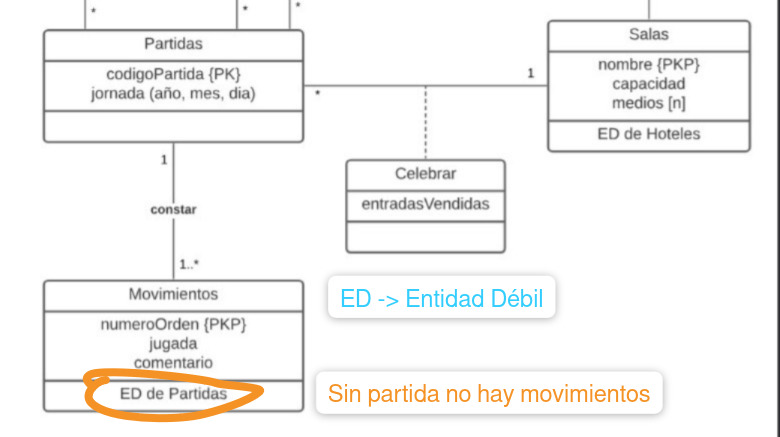 *
*
*
Partidas
codigoPartida {PK}
jornada (año, mes, dia)
*
1
Salas
nombre {PKP}
capacidad
medios [n]
ED de Hoteles
Celebrar
entradasVendidas
1
constar
1..*
Movimientos
numeroOrden {PKP}
jugada
comentario
ED de Partidas
ED -> Entidad Débil
Sin partida no hay movimientos